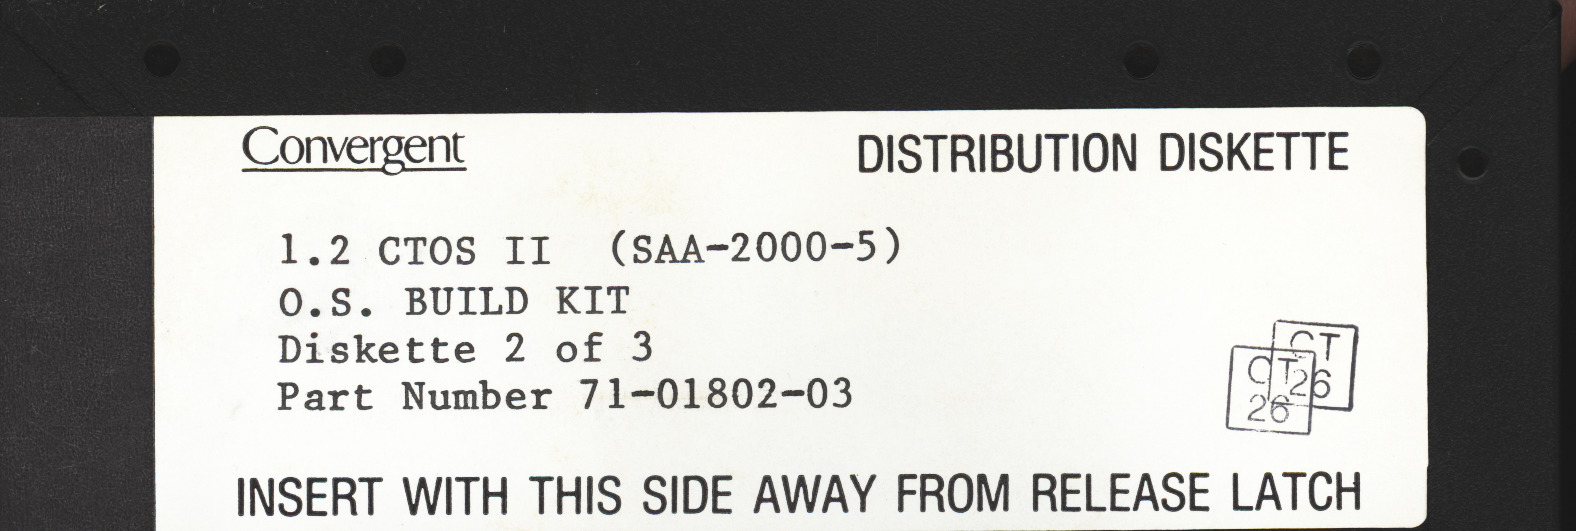 Convergent
DISTRIBUTION DISKETTE
1.2 CTOS II (SAA-2000-5)
O.S. BUILD KIT
Diskette 2 of 3
Part Number 71-01802-03
CT
26
CT
26
INSERT WITH THIS SIDE AWAY FROM RELEASE LATCH